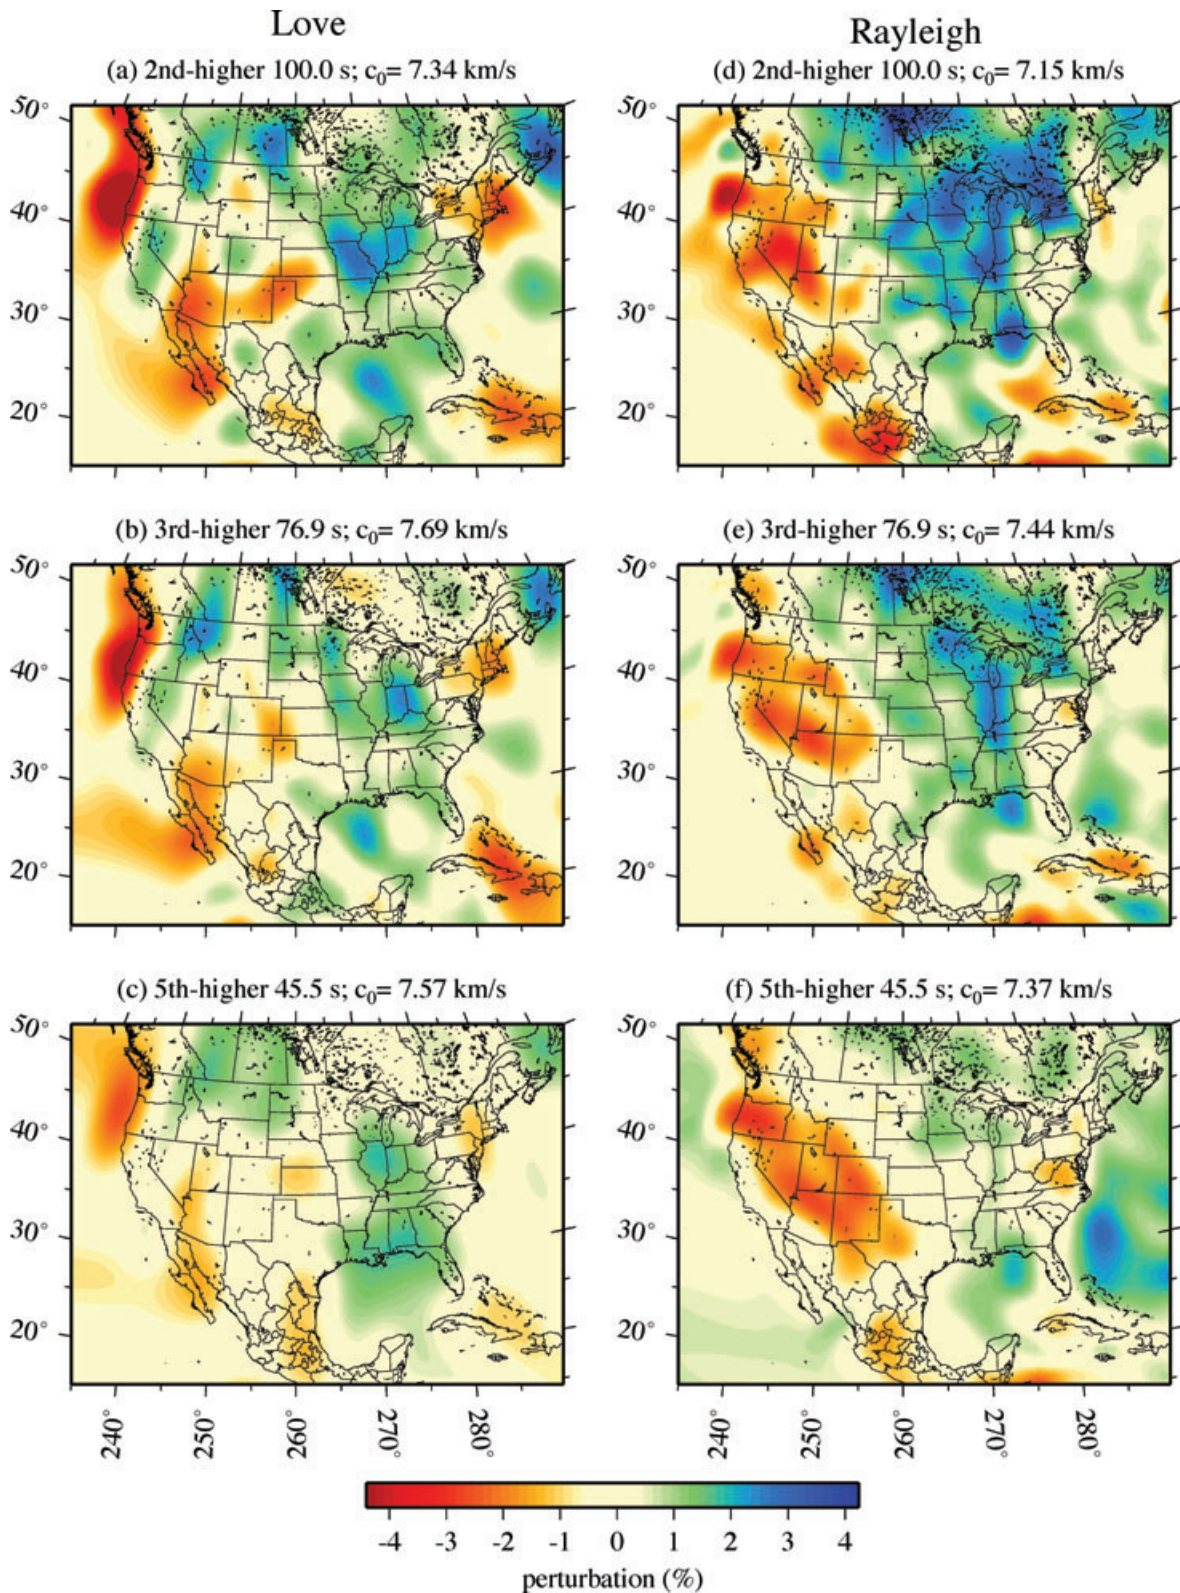 Love
Rayleigh
(a) 2nd-higher 100.0 s; c₀= 7.34 km/s
(d) 2nd-higher 100.0 s; c₀= 7.15 km/s
50°
40°
30°
20°
50°
40°
30°
20°
(b) 3rd-higher 76.9 s; c₀= 7.69 km/s
(e) 3rd-higher 76.9 s; c₀= 7.44 km/s
50°
40°
30°
20°
50°
40°
30°
20°
(c) 5th-higher 45.5 s; c₀= 7.57 km/s
(f) 5th-higher 45.5 s; c₀= 7.37 km/s
50°
40°
30°
20°
50°
40°
30°
20°
240° 250° 260° 270° 280°
240° 250° 260° 270° 280°
-4 -3 -2 -1 0 1 2 3 4
perturbation (%)